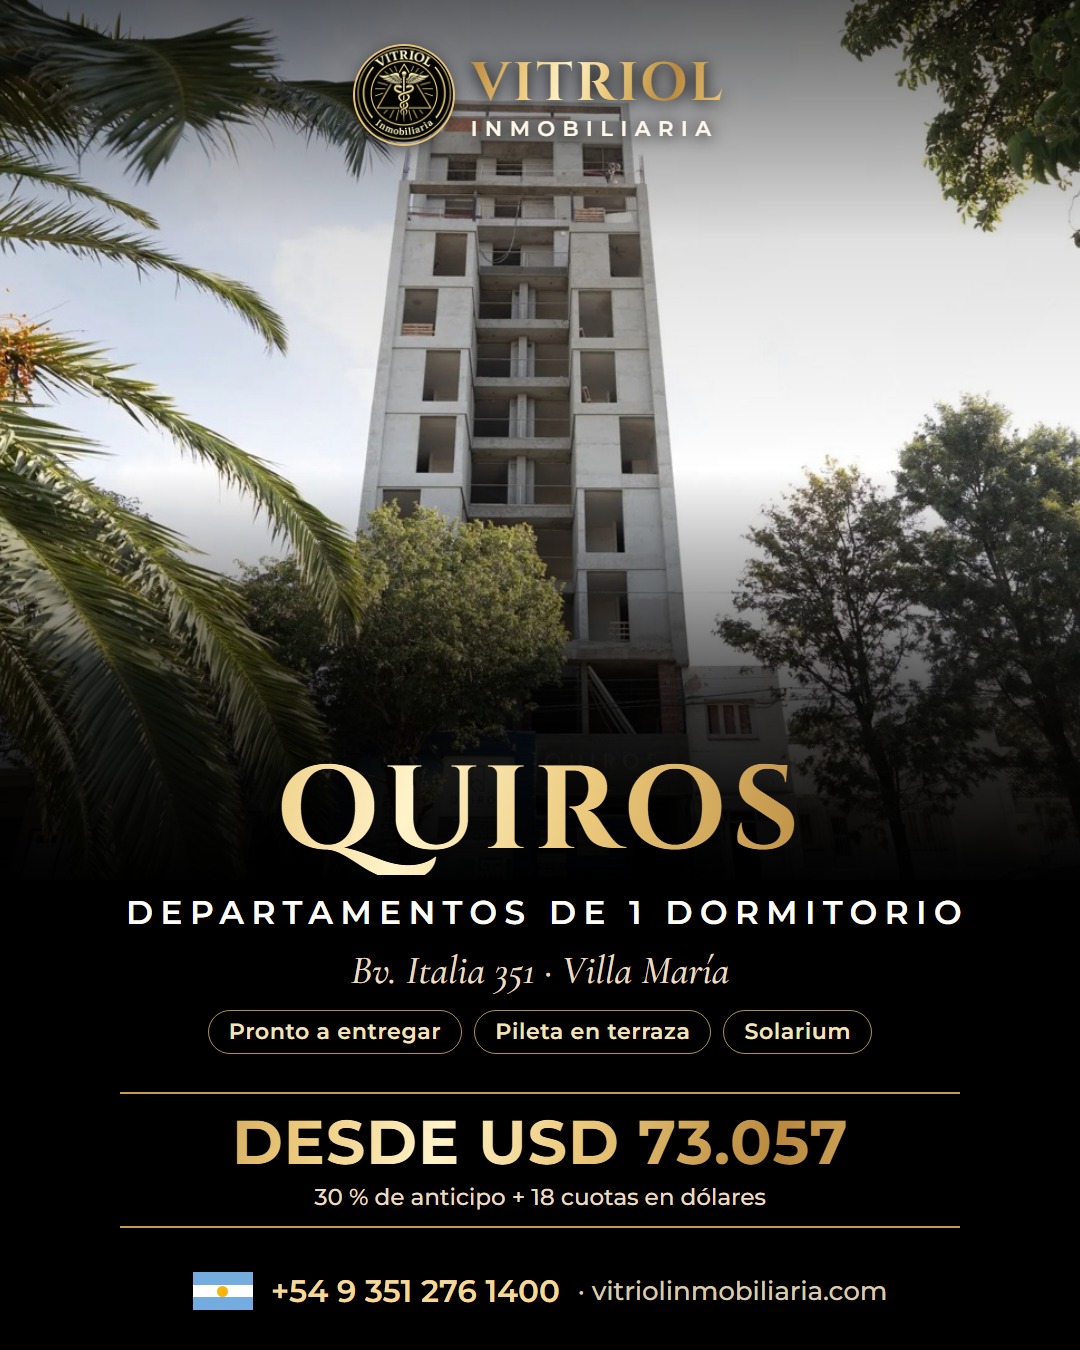 VITRIOL
Inmobiliaria
VITRIOL
INMOBILIARIA
QUIROS
DEPARTAMENTOS DE 1 DORMITORIO
Bv. Italia 351 · Villa María
Pronto a entregar
Pileta en terraza
Solarium
DESDE USD 73.057
30 % de anticipo + 18 cuotas en dólares
+54 9 351 276 1400 · vitriolinmobiliaria.com